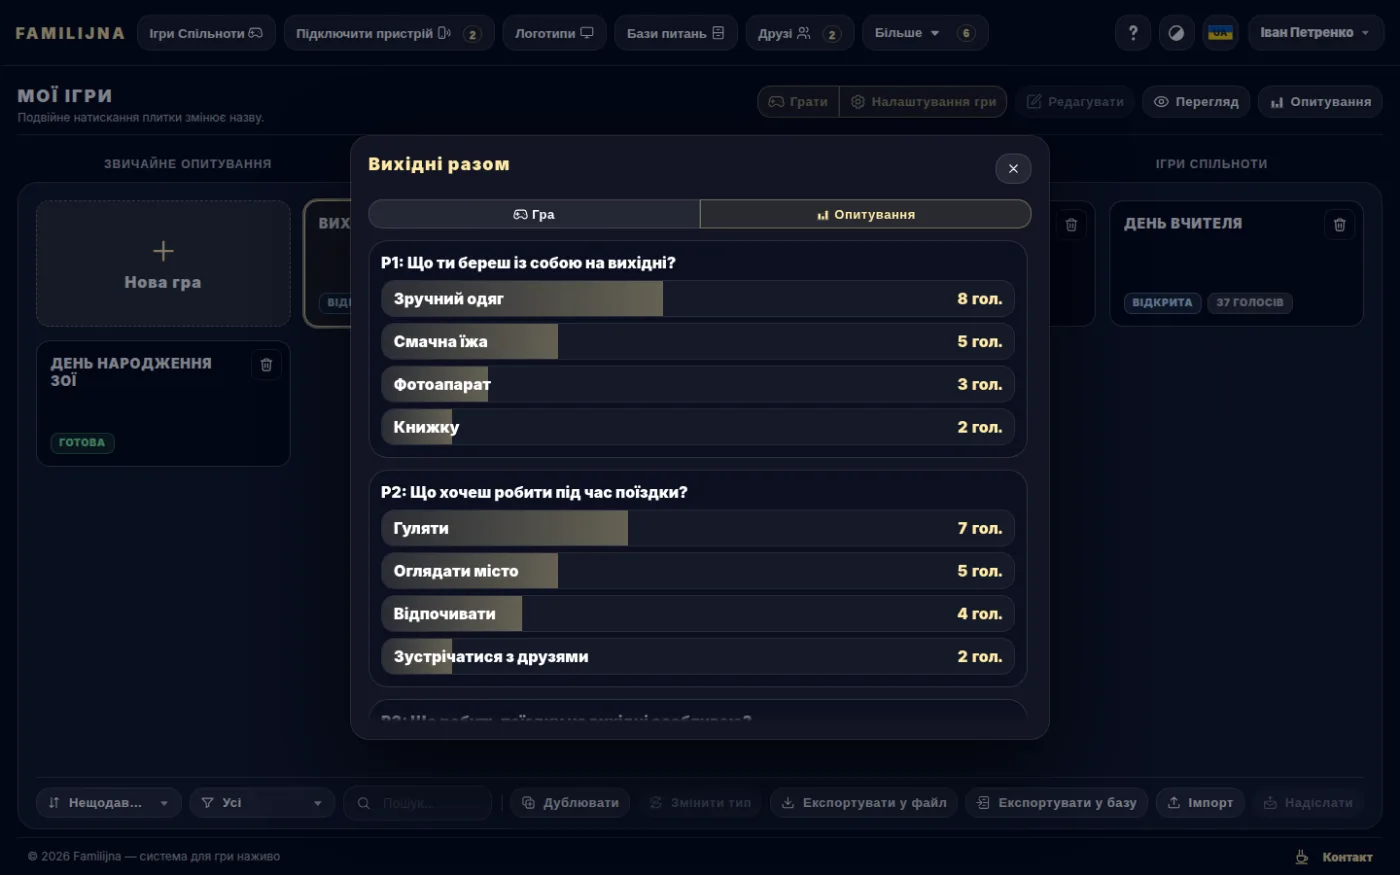 FAMILIJNA
Ігри Спільноти
Підключити пристрій 2
Логотипи
Бази питань
Друзі 2
Більше 6
?
UA
Іван Петренко
МОЇ ІГРИ
Подвійне натискання плитки змінює назву.
Грати
Налаштування гри
Редагувати
Перегляд
Опитування
ЗВИЧАЙНЕ ОПИТУВАННЯ
ІГРИ СПІЛЬНОТИ
Нова гра
ДЕНЬ ВЧИТЕЛЯ
ВІДКРИТА
37 ГОЛОСІВ
ДЕНЬ НАРОДЖЕННЯ
ЗОЇ
ГОТОВА
Вихідні разом
Гра
Опитування
P1: Що ти береш із собою на вихідні?
Зручний одяг 8 гол.
Смачна їжа 5 гол.
Фотоапарат 3 гол.
Книжку 2 гол.
P2: Що хочеш робити під час поїздки?
Гуляти 7 гол.
Оглядати місто 5 гол.
Відпочивати 4 гол.
Зустрічатися з друзями 2 гол.
Нещодав...
Усі
Пошук...
Дублювати
Змінити тип
Експортувати у файл
Експортувати у базу
Імпорт
Надіслати
© 2026 Familijna — система для гри наживо
Контакт